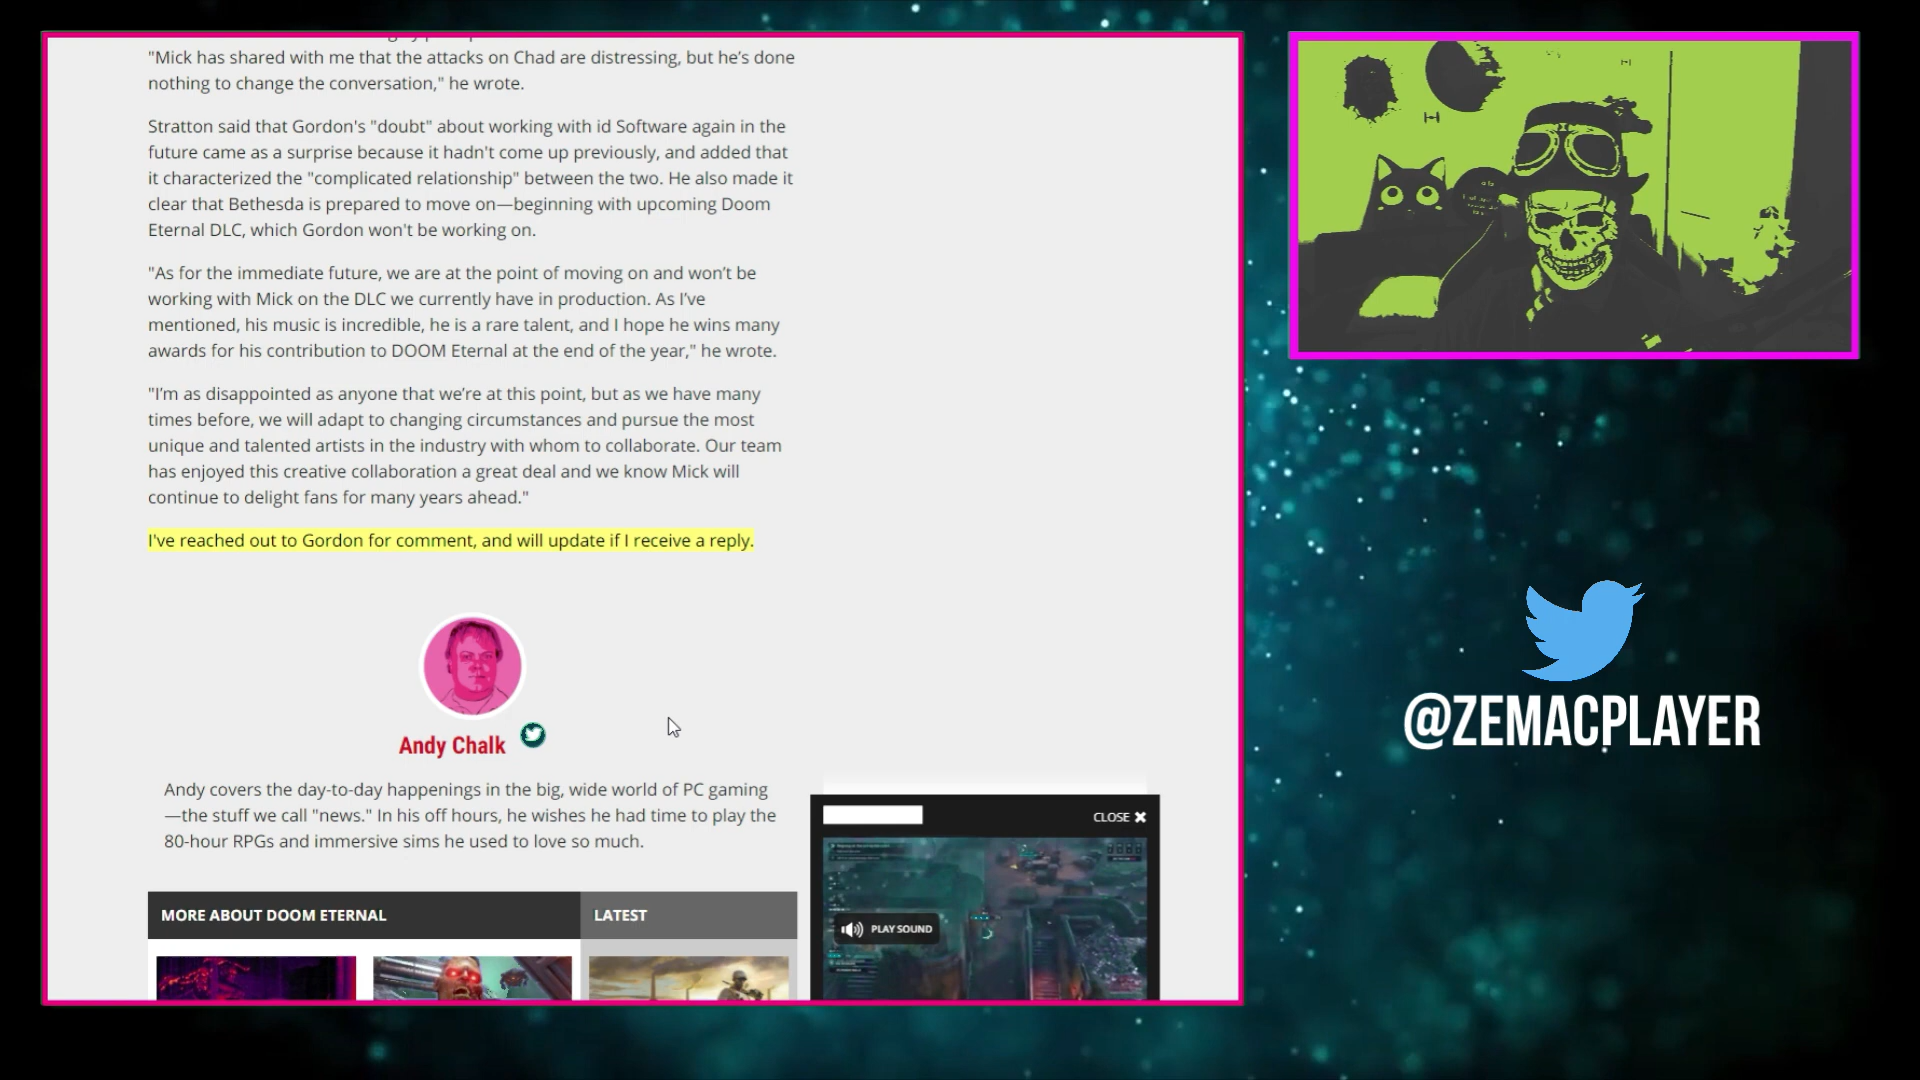 "Mick has shared with me that the attacks on Chad are distressing, but he's done
nothing to change the conversation," he wrote.
Stratton said that Gordon's "doubt" about working with id Software again in the
future came as a surprise because it hadn't come up previously, and added that
it characterized the "complicated relationship" between the two. He also made it
clear that Bethesda is prepared to move on—beginning with upcoming Doom
Eternal DLC, which Gordon won't be working on.
"As for the immediate future, we are at the point of moving on and won't be
working with Mick on the DLC we currently have in production. As I've
mentioned, his music is incredible, he is a rare talent, and I hope he wins many
awards for his contribution to DOOM Eternal at the end of the year," he wrote.
"I'm as disappointed as anyone that we're at this point, but as we have many
times before, we will adapt to changing circumstances and pursue the most
unique and talented artists in the industry with whom to collaborate. Our team
has enjoyed this creative collaboration a great deal and we know Mick will
continue to delight fans for many years ahead."
I've reached out to Gordon for comment, and will update if I receive a reply.
Andy Chalk
Andy covers the day-to-day happenings in the big, wide world of PC gaming
—the stuff we call "news." In his off hours, he wishes he had time to play the
80-hour RPGs and immersive sims he used to love so much.
MORE ABOUT DOOM ETERNAL
LATEST
CLOSE
PLAY SOUND
@ZEMACPLAYER